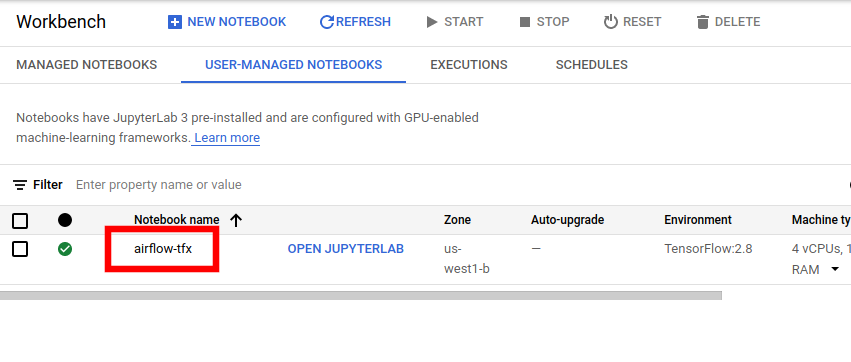 Workbench NEW NOTEBOOK REFRESH START STOP RESET DELETE
MANAGED NOTEBOOKS USER-MANAGED NOTEBOOKS EXECUTIONS SCHEDULES
Notebooks have JupyterLab 3 pre-installed and are configured with GPU-enabled
machine-learning frameworks. Learn more
Filter Enter property name or value
Notebook name Zone Auto-upgrade Environment Machine ty
airflow-tfx OPEN JUPYTERLAB us- — TensorFlow:2.8 4 vCPUs, 1
west1-b RAM